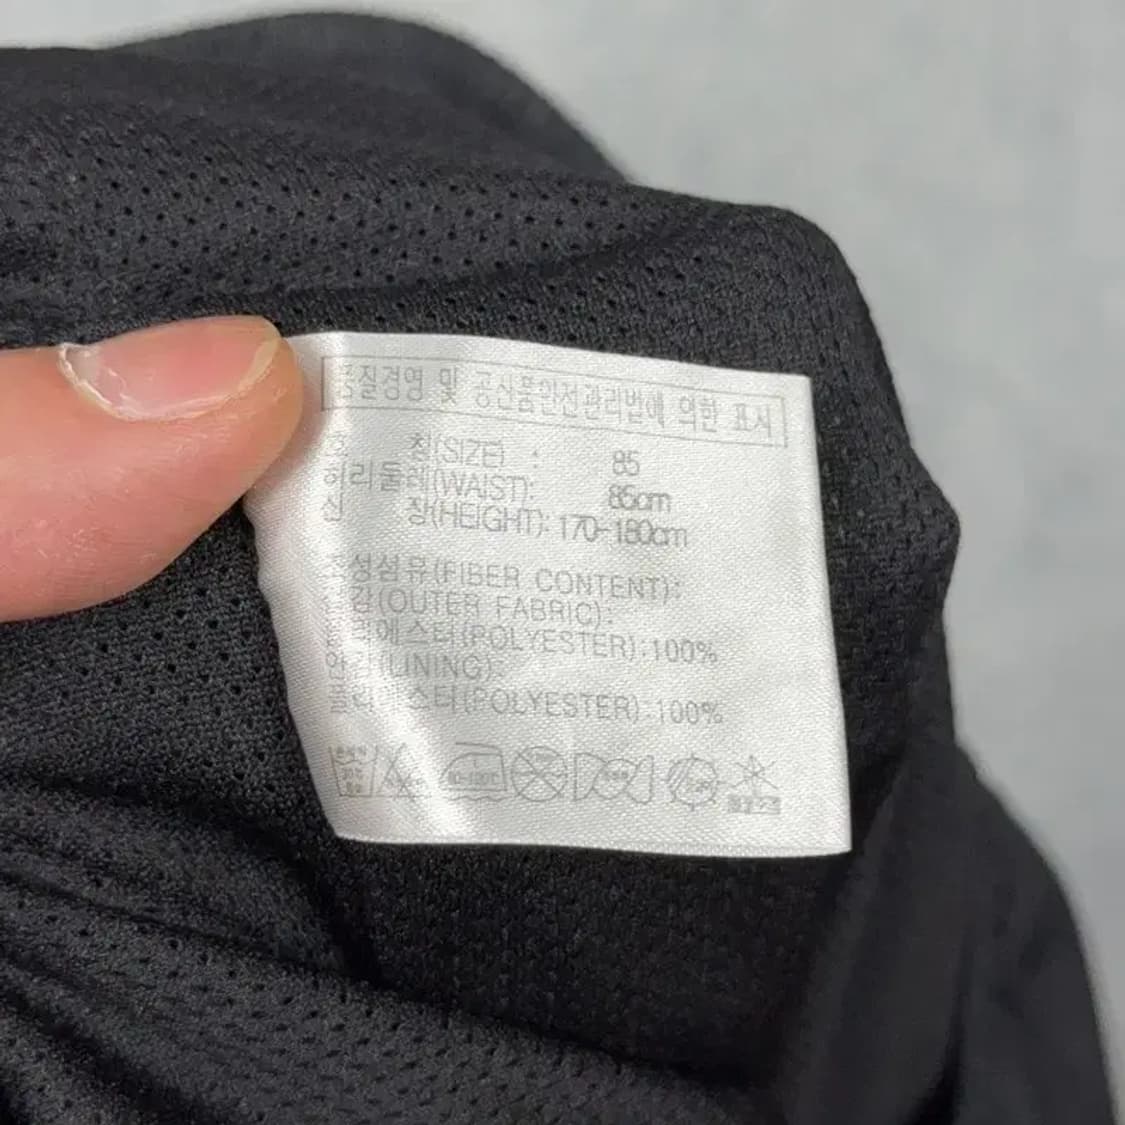 품질경영 및 공산품안전관리법에 의한 표시
호 칭(SIZE) : 85
허리둘레(WAIST): 85cm
신 장(HEIGHT): 170-180cm
조성섬유(FIBER CONTENT):
겉감(OUTER FABRIC):
폴리에스터(POLYESTER):100%
안감(LINING):
폴리에스터(POLYESTER):100%
80-120℃